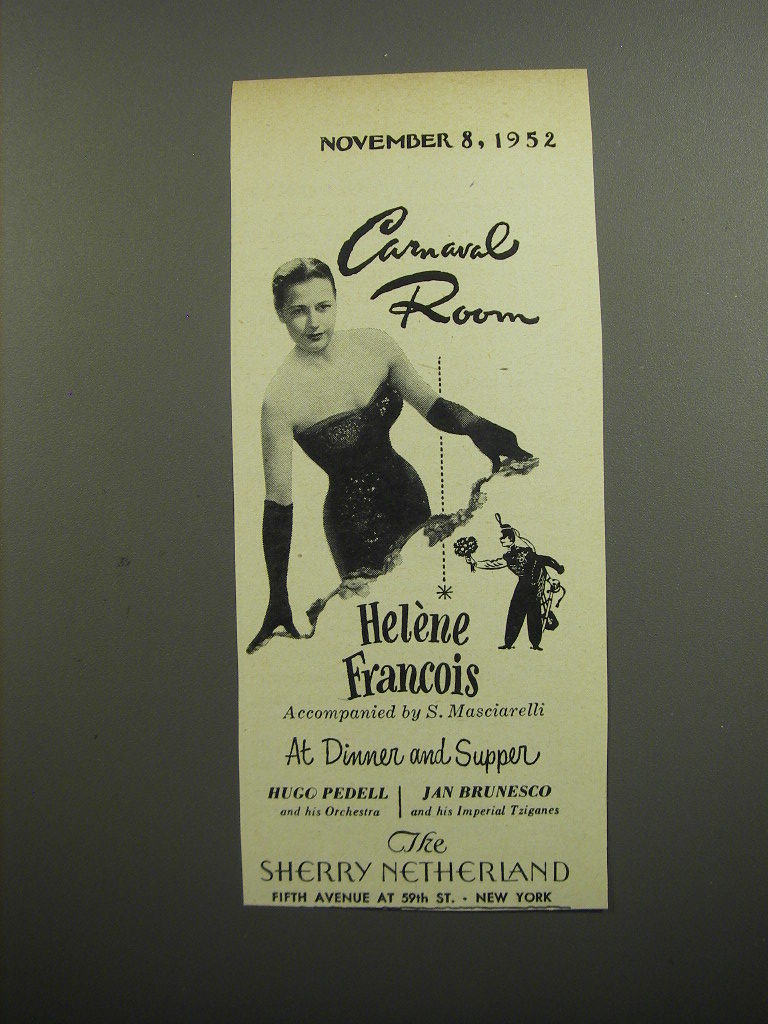 NOVEMBER 8, 1952
Carnaval
Room
Helène
Francois
Accompanied by S. Masciarelli
At Dinner and Supper
HUGO PEDELL
and his Orchestra
JAN BRUNESCO
and his Imperial Tziganes
The
SHERRY NETHERLAND
FIFTH AVENUE AT 59th ST. • NEW YORK